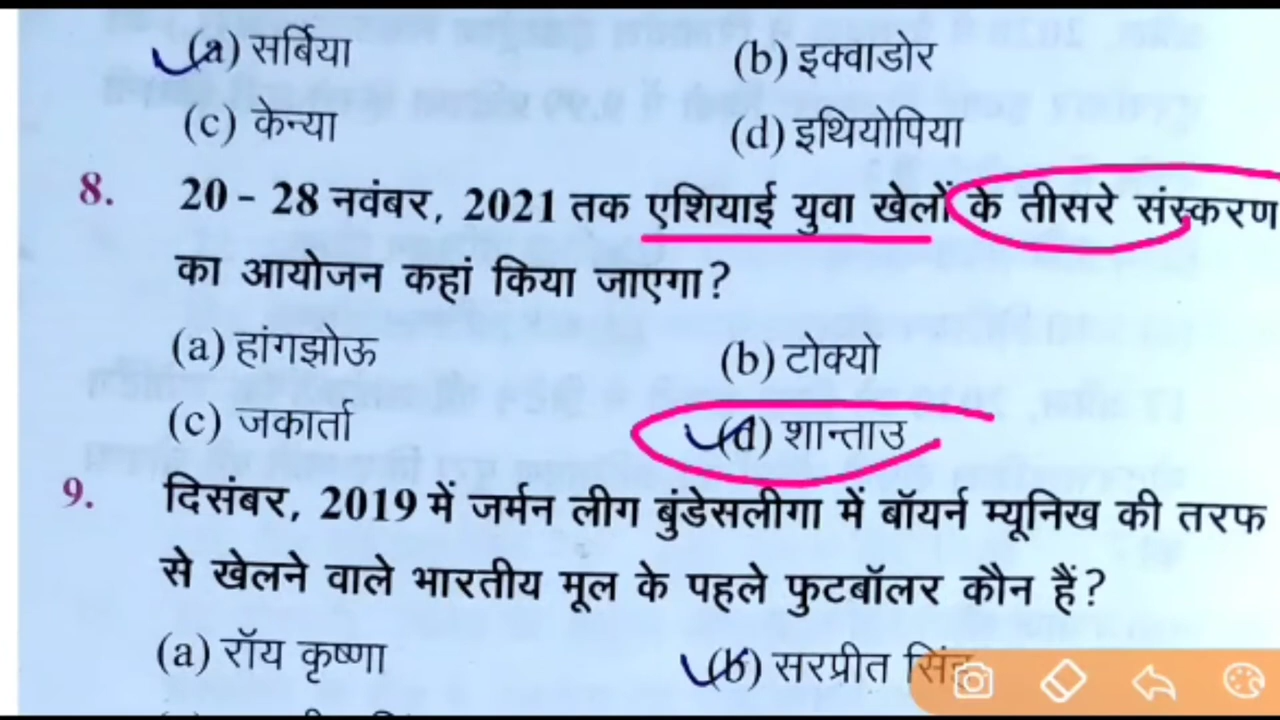 (a) सर्बिया (b) इक्वाडोर
(c) केन्या (d) इथियोपिया
8. 20 - 28 नवंबर, 2021 तक एशियाई युवा खेलों के तीसरे संस्करण
का आयोजन कहां किया जाएगा?
(a) हांगझोऊ (b) टोक्यो
(c) जकार्ता (d) शान्ताउ
9. दिसंबर, 2019 में जर्मन लीग बुंडेसलीगा में बॉयर्न म्यूनिख की तरफ
से खेलने वाले भारतीय मूल के पहले फुटबॉलर कौन हैं?
(a) रॉय कृष्णा (b) सरप्रीत सिंह